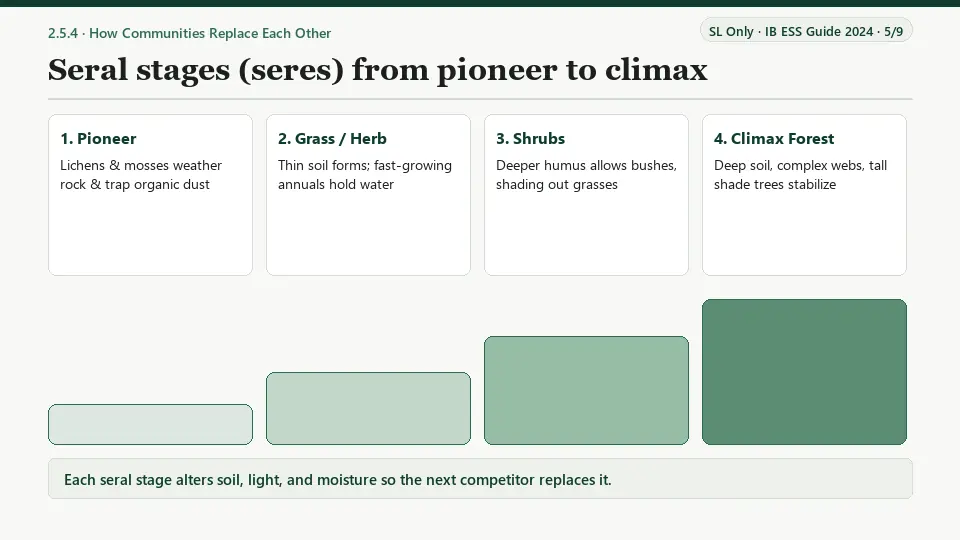 2.5.4 · How Communities Replace Each Other
SL Only · IB ESS Guide 2024 · 5/9
Seral stages (seres) from pioneer to climax
1. Pioneer
Lichens & mosses weather
rock & trap organic dust
2. Grass / Herb
Thin soil forms; fast-growing
annuals hold water
3. Shrubs
Deeper humus allows bushes,
shading out grasses
4. Climax Forest
Deep soil, complex webs, tall
shade trees stabilize
Each seral stage alters soil, light, and moisture so the next competitor replaces it.